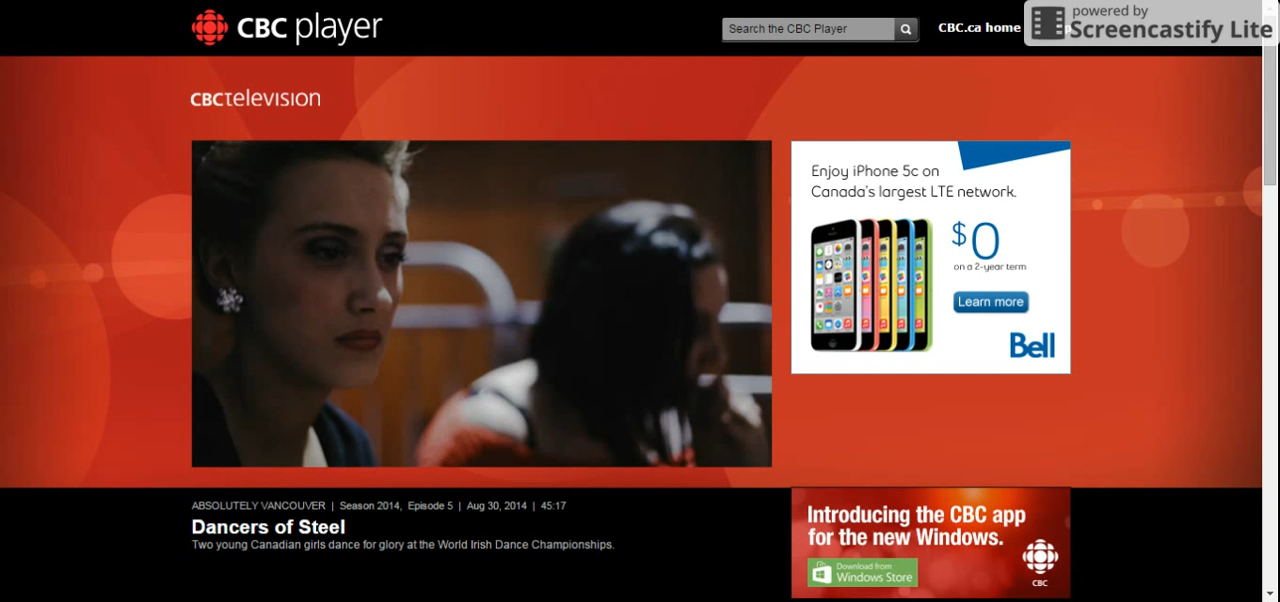 CBC player
Search the CBC Player
CBC.ca home
powered by
Screencastify Lite
CBCTELEVISION
Enjoy iPhone 5c on
Canada's largest LTE network.
$0
on a 2-year term
Learn more
Bell
ABSOLUTELY VANCOUVER | Season 2014, Episode 5 | Aug 30, 2014 | 45:17
Dancers of Steel
Two young Canadian girls dance for glory at the World Irish Dance Championships.
Introducing the CBC app
for the new Windows.
Download from
Windows Store
CBC